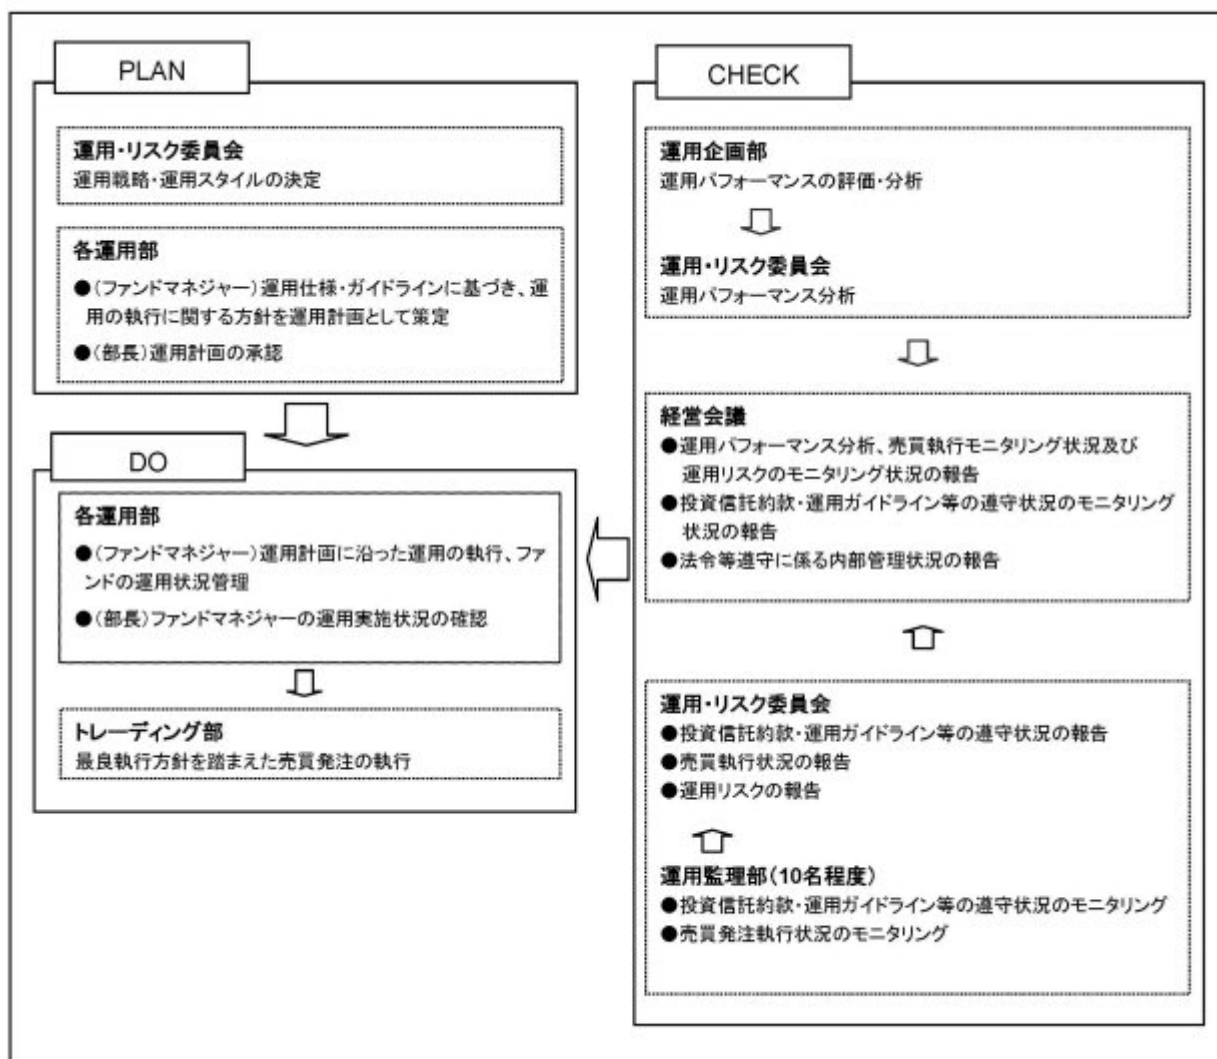 PLAN
運用・リスク委員会
運用戦略・運用スタイルの決定
各運用部
●（ファンドマネジャー）運用仕様・ガイドラインに基づき、運
用の執行に関する方針を運用計画として策定
●（部長）運用計画の承認
DO
各運用部
●（ファンドマネジャー）運用計画に沿った運用の執行、ファ
ンドの運用状況管理
●（部長）ファンドマネジャーの運用実施状況の確認
トレーディング部
最良執行方針を踏まえた売買発注の執行
CHECK
運用企画部
運用パフォーマンスの評価・分析
運用・リスク委員会
運用パフォーマンス分析
経営会議
●運用パフォーマンス分析、売買執行モニタリング状況及び
運用リスクのモニタリング状況の報告
●投資信託約款・運用ガイドライン等の遵守状況のモニタリング
状況の報告
●法令等遵守に係る内部管理状況の報告
運用・リスク委員会
●投資信託約款・運用ガイドライン等の遵守状況の報告
●売買執行状況の報告
●運用リスクの報告
運用監理部（10名程度）
●投資信託約款・運用ガイドライン等の遵守状況のモニタリング
●売買発注執行状況のモニタリング